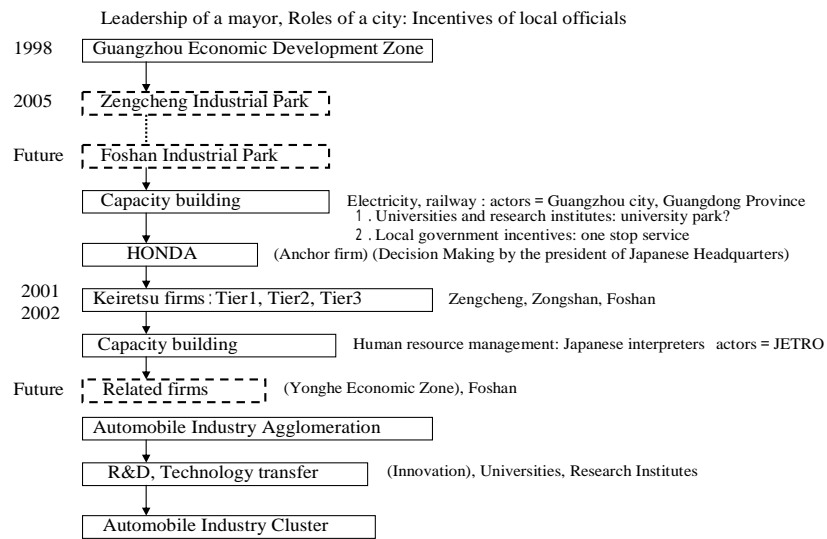 Leadership of a mayor, Roles of a city: Incentives of local officials
1998 Guangzhou Economic Development Zone
2005 Zengcheng Industrial Park
Future Foshan Industrial Park
Capacity building Electricity, railway : actors = Guangzhou city, Guangdong Province
1. Universities and research institutes: university park?
2. Local government incentives: one stop service
HONDA (Anchor firm) (Decision Making by the president of Japanese Headquarters)
2001
2002
Keiretsu firms:Tier1, Tier2, Tier3 Zengcheng, Zongshan, Foshan
Capacity building Human resource management: Japanese interpreters actors = JETRO
Future Related firms (Yonghe Economic Zone), Foshan
Automobile Industry Agglomeration
R&D, Technology transfer (Innovation), Universities, Research Institutes
Automobile Industry Cluster